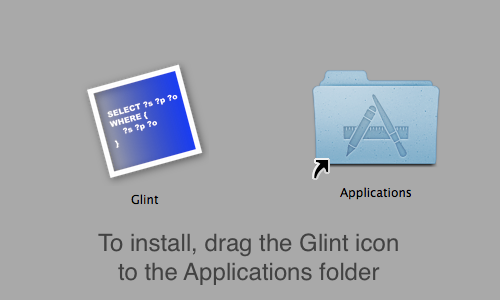 SELECT ?s ?p ?o
WHERE {
?s ?p ?o
}
Glint
Applications
To install, drag the Glint icon
to the Applications folder